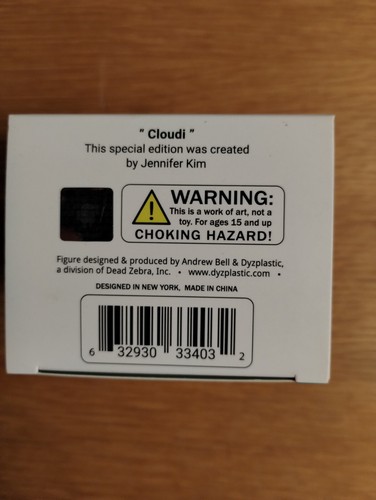 " Cloudi "
This special edition was created
by Jennifer Kim
WARNING:
This is a work of art, not a
toy. For ages 15 and up
CHOKING HAZARD!
Figure designed & produced by Andrew Bell & Dyzplastic,
a division of Dead Zebra, Inc. • www.dyzplastic.com •
DESIGNED IN NEW YORK. MADE IN CHINA
6 32930 33403 2